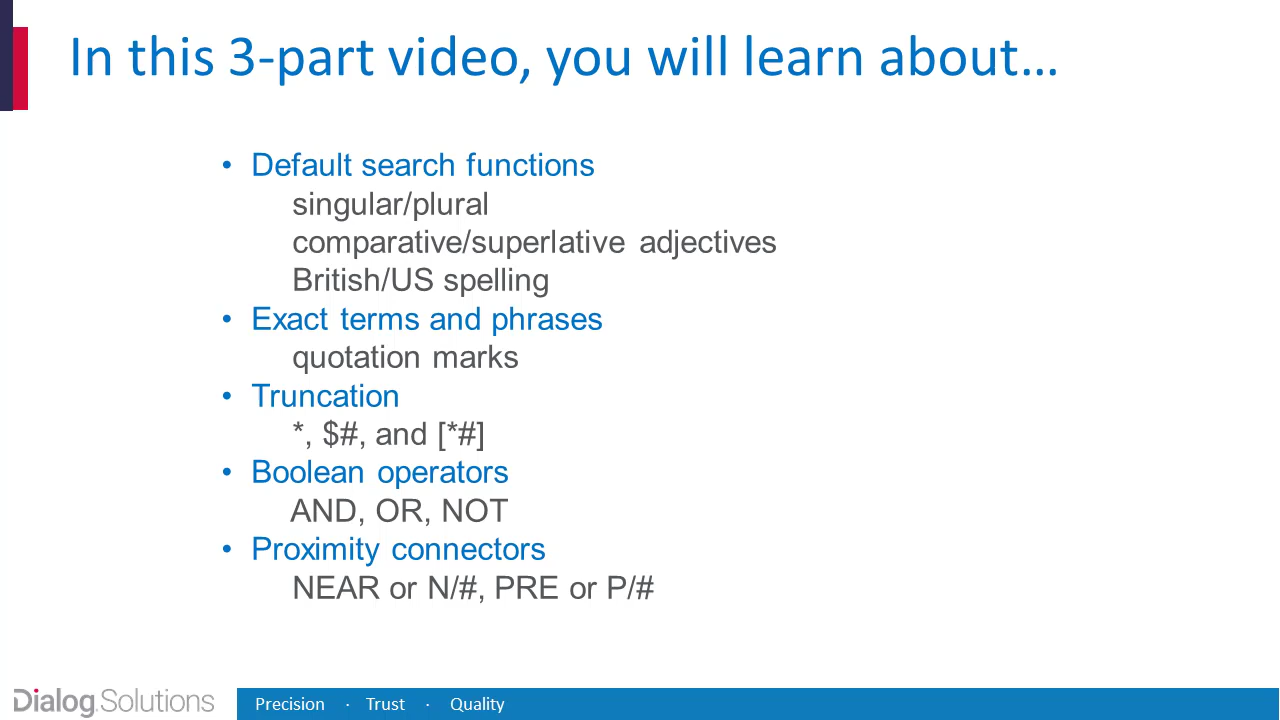 In this 3-part video, you will learn about…
• Default search functions
singular/plural
comparative/superlative adjectives
British/US spelling
• Exact terms and phrases
quotation marks
• Truncation
*, $#, and [*#]
• Boolean operators
AND, OR, NOT
• Proximity connectors
NEAR or N/#, PRE or P/#
Dialog.Solutions Precision · Trust · Quality